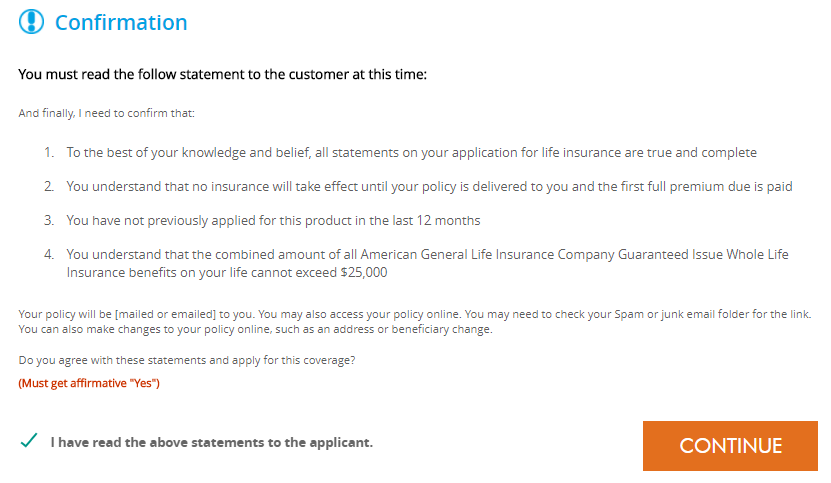 Confirmation
You must read the follow statement to the customer at this time:
And finally, I need to confirm that:
1. To the best of your knowledge and belief, all statements on your application for life insurance are true and complete
2. You understand that no insurance will take effect until your policy is delivered to you and the first full premium due is paid
3. You have not previously applied for this product in the last 12 months
4. You understand that the combined amount of all American General Life Insurance Company Guaranteed Issue Whole Life
Insurance benefits on your life cannot exceed $25,000
Your policy will be [mailed or emailed] to you. You may also access your policy online. You may need to check your Spam or junk email folder for the link.
You can also make changes to your policy online, such as an address or beneficiary change.
Do you agree with these statements and apply for this coverage?
(Must get affirmative "Yes")
I have read the above statements to the applicant.
CONTINUE